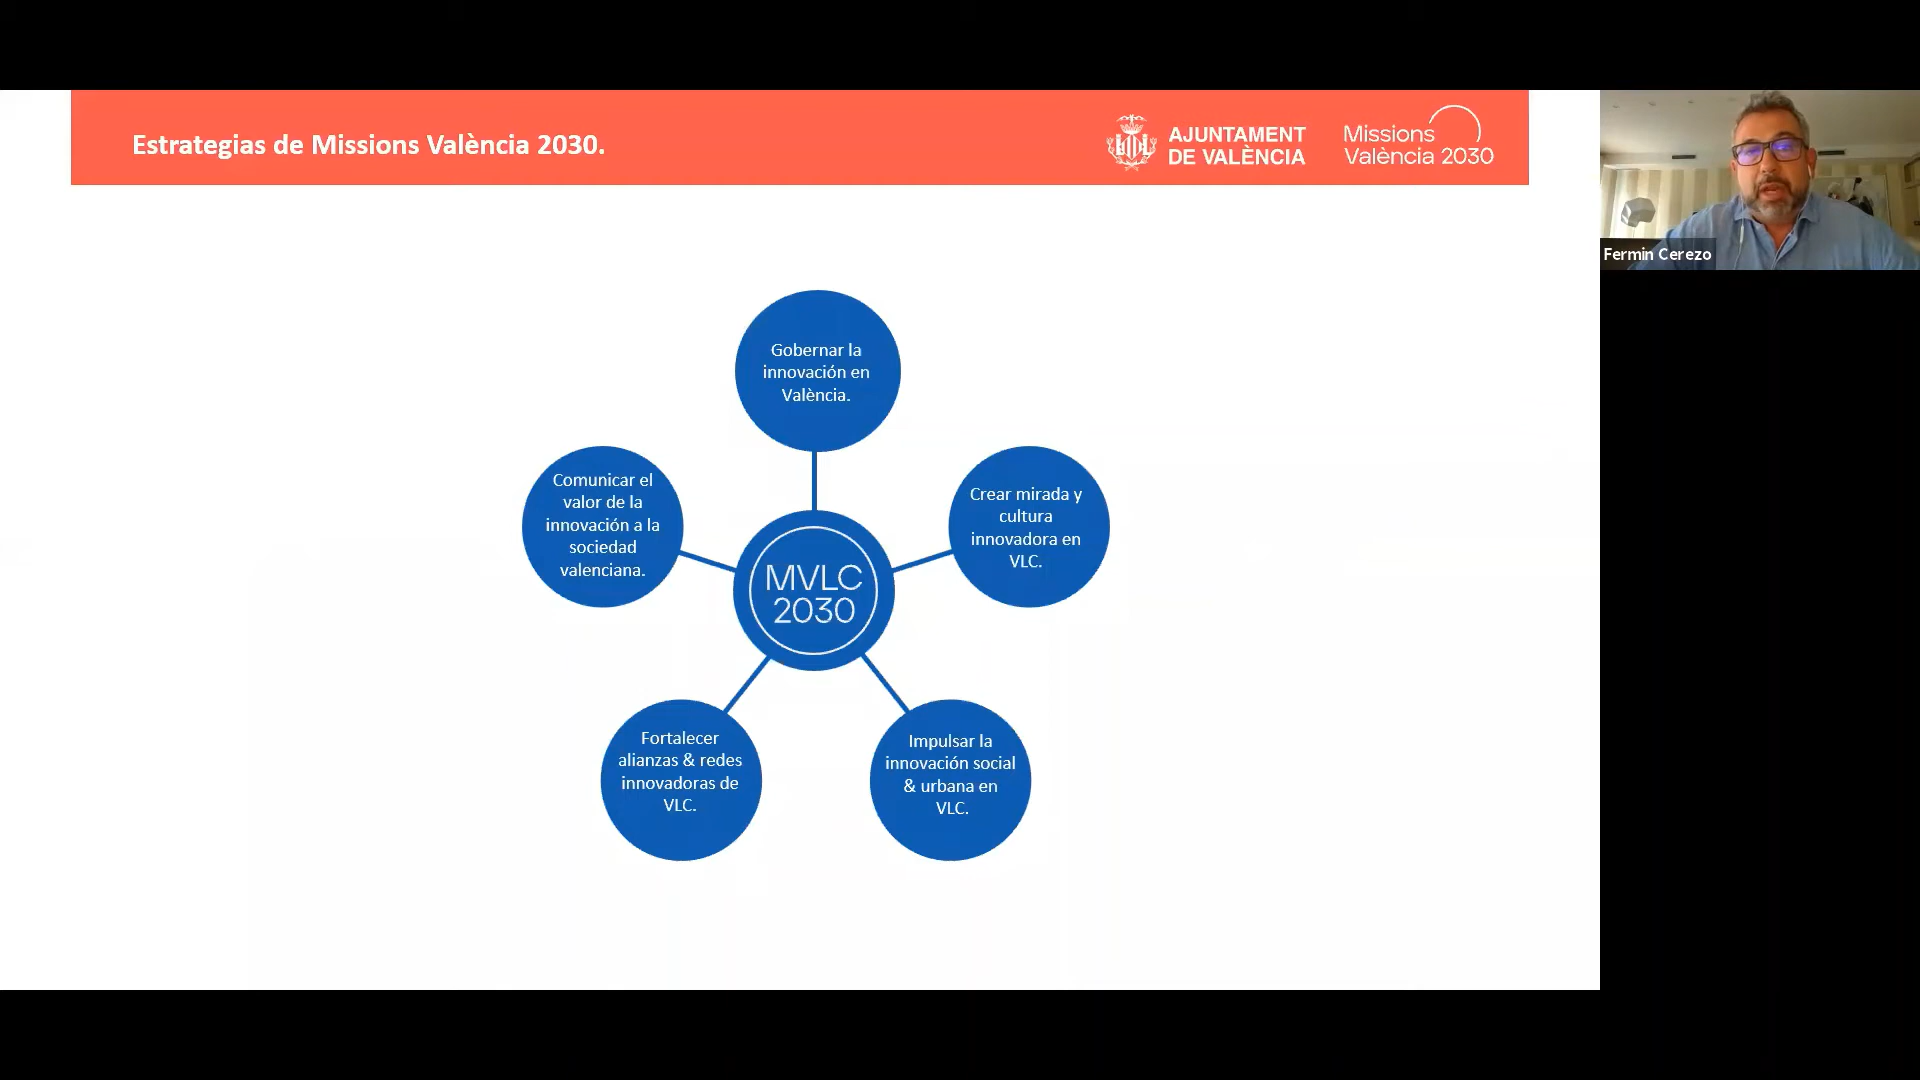 Estrategias de Missions València 2030.
AJUNTAMENT
DE VALÈNCIA
Missions
València 2030
Fermin Cerezo
Gobernar la
innovación en
València.
Comunicar el
valor de la
innovación a la
sociedad
valenciana.
Crear mirada y
cultura
innovadora en
VLC.
MVLC
2030
Fortalecer
alianzas & redes
innovadoras de
VLC.
Impulsar la
innovación social
& urbana en
VLC.